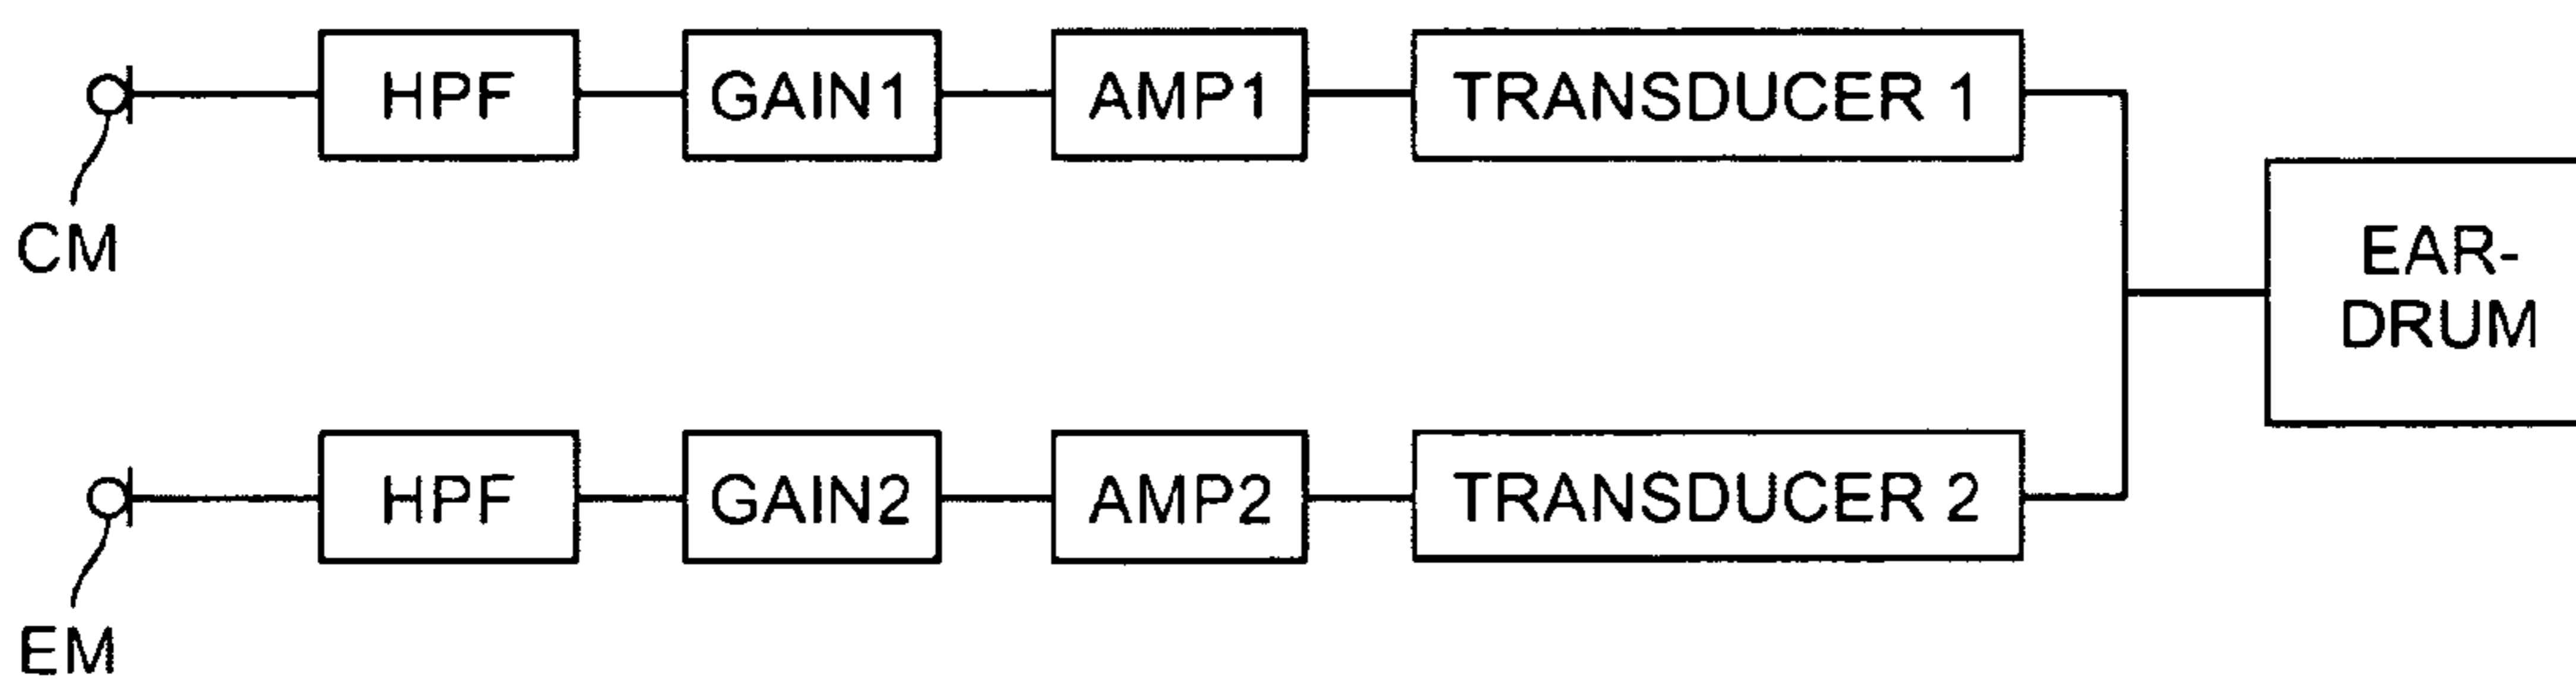 HPF
GAIN1
AMP1
TRANSDUCER 1
CM
EAR-
DRUM
HPF
GAIN2
AMP2
TRANSDUCER 2
EM